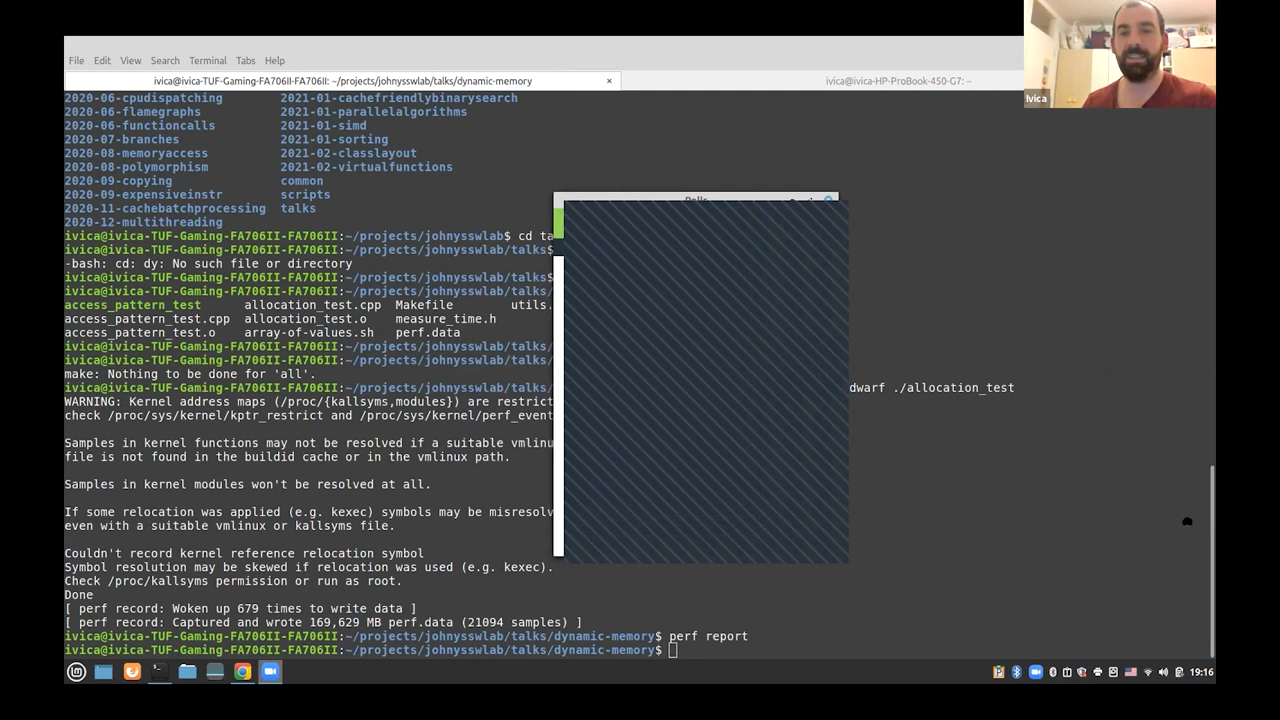 File Edit View Search Terminal Tabs Help
ivica@ivica-TUF-Gaming-FA706II-FA706II: ~/projects/johnysswlab/talks/dynamic-memory × ivica@ivica-HP-ProBook-450-G7: ~
Ivica
2020-06-cpudispatching 2021-01-cachefriendlybinarysearch
2020-06-flamegraphs 2021-01-parallelalgorithms
2020-06-functioncalls 2021-01-simd
2020-07-branches 2021-01-sorting
2020-08-memoryaccess 2021-02-classlayout
2020-08-polymorphism 2021-02-virtualfunctions
2020-09-copying common
2020-09-expensiveinstr scripts
2020-11-cachebatchprocessing talks
2020-12-multithreading
ivica@ivica-TUF-Gaming-FA706II-FA706II:~/projects/johnysswlab$ cd ta
ivica@ivica-TUF-Gaming-FA706II-FA706II:~/projects/johnysswlab/talks$
-bash: cd: dy: No such file or directory
ivica@ivica-TUF-Gaming-FA706II-FA706II:~/projects/johnysswlab/talks$
ivica@ivica-TUF-Gaming-FA706II-FA706II:~/projects/johnysswlab/talks/
access_pattern_test allocation_test.cpp Makefile utils.
access_pattern_test.cpp allocation_test.o measure_time.h
access_pattern_test.o array-of-values.sh perf.data
ivica@ivica-TUF-Gaming-FA706II-FA706II:~/projects/johnysswlab/talks/
ivica@ivica-TUF-Gaming-FA706II-FA706II:~/projects/johnysswlab/talks/
make: Nothing to be done for 'all'.
ivica@ivica-TUF-Gaming-FA706II-FA706II:~/projects/johnysswlab/talks/ dwarf ./allocation_test
WARNING: Kernel address maps (/proc/{kallsyms,modules}) are restrict
check /proc/sys/kernel/kptr_restrict and /proc/sys/kernel/perf_event
Samples in kernel functions may not be resolved if a suitable vmlinu
file is not found in the buildid cache or in the vmlinux path.
Samples in kernel modules won't be resolved at all.
If some relocation was applied (e.g. kexec) symbols may be misresolv
even with a suitable vmlinux or kallsyms file.
Couldn't record kernel reference relocation symbol
Symbol resolution may be skewed if relocation was used (e.g. kexec).
Check /proc/kallsyms permission or run as root.
Done
[ perf record: Woken up 679 times to write data ]
[ perf record: Captured and wrote 169,629 MB perf.data (21094 samples) ]
ivica@ivica-TUF-Gaming-FA706II-FA706II:~/projects/johnysswlab/talks/dynamic-memory$ perf report
ivica@ivica-TUF-Gaming-FA706II-FA706II:~/projects/johnysswlab/talks/dynamic-memory$
19:16